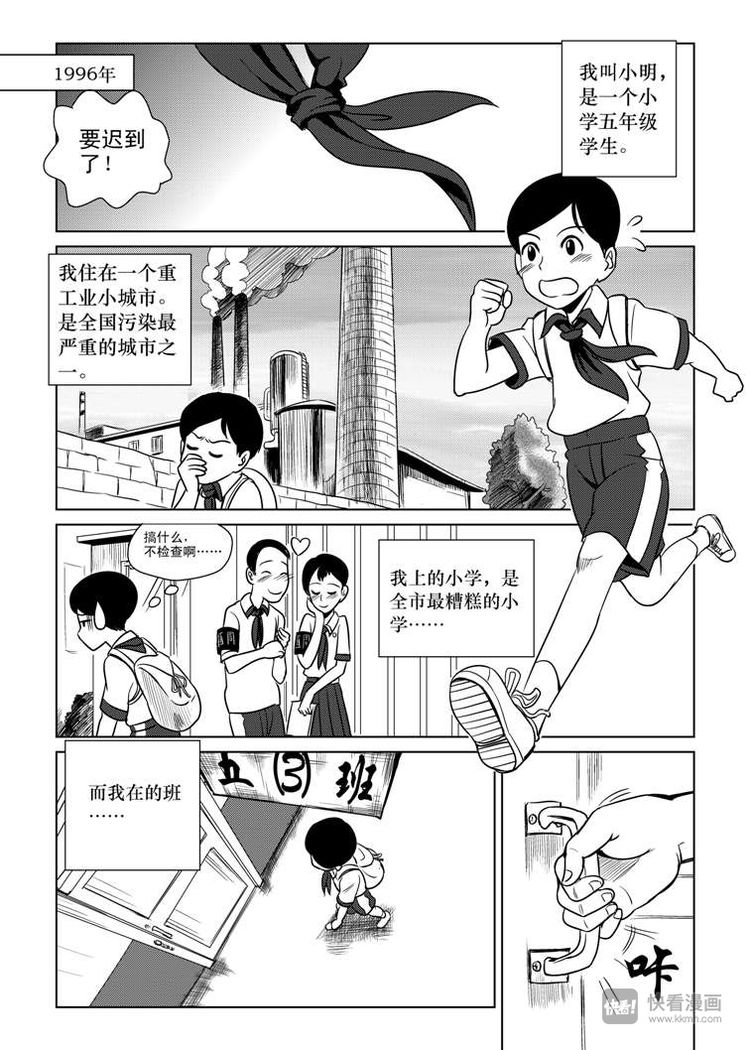 1996年
要迟到
了！
我叫小明，
是一个小
学五年级
学生。
我住在一个重
工业小城市。
是全国污染最
严重的城市之
一。
搞什么，
不检查啊……
我上的小学，是
全市最糟糕的小
学……
而我在的班
……
五③班
咔
快看！
快看漫画
www.kkmh.com